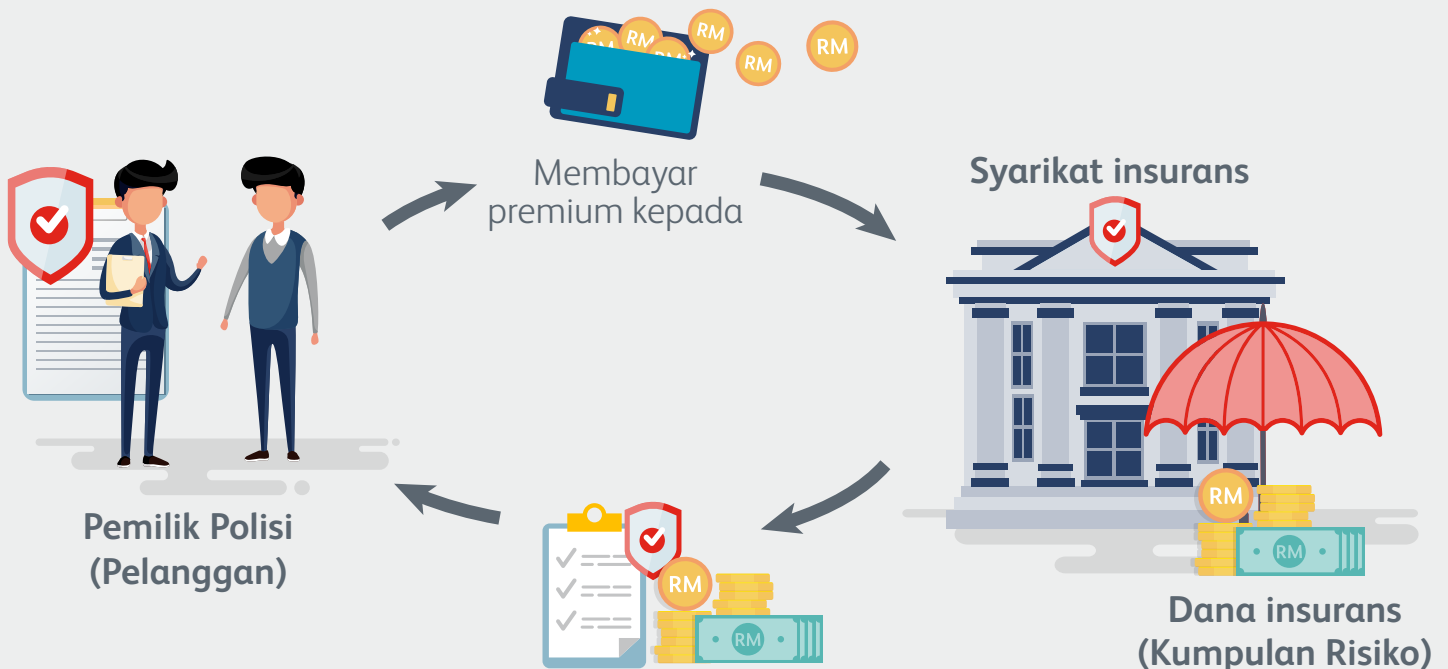 RM
RM
RM
RM
RM
RM
Membayar
premium kepada
Syarikat insurans
Pemilik Polisi
(Pelanggan)
RM
RM
RM
RM
Dana insurans
(Kumpulan Risiko)